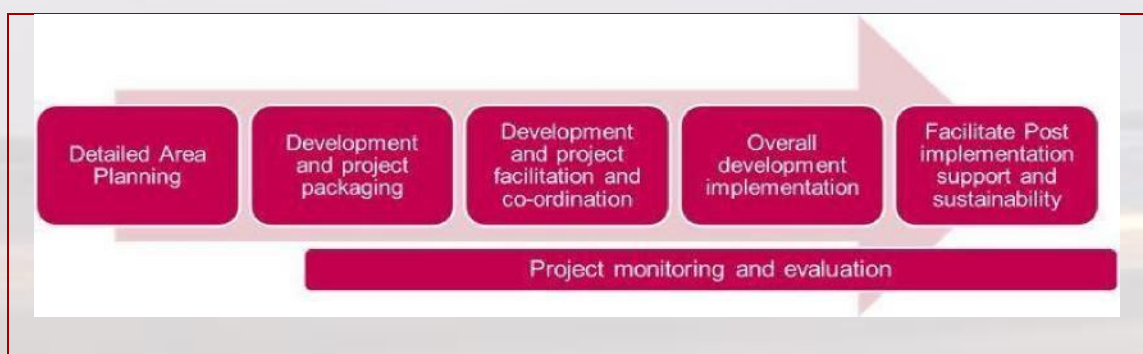 Detailed Area
Planning
Development
and project
packaging
Development
and project
facilitation and
co-ordination
Overall
development
implementation
Facilitate Post
implementation
support and
sustainability
Project monitoring and evaluation